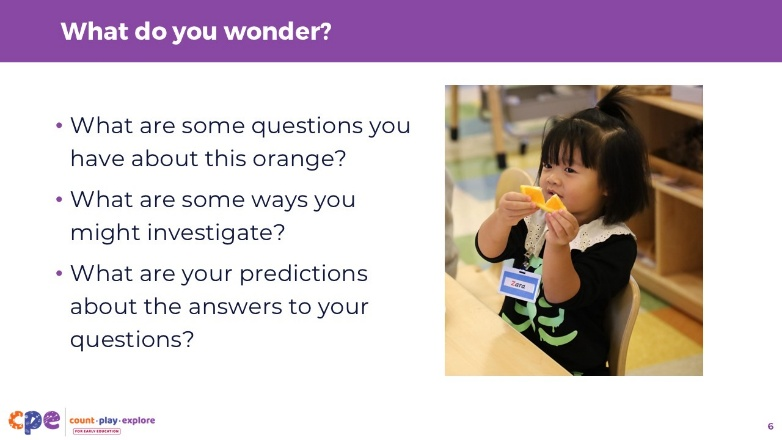 What do you wonder?
• What are some questions you
have about this orange?
• What are some ways you
might investigate?
• What are your predictions
about the answers to your
questions?
Zara
cpe count·play·explore
FOR EARLY EDUCATION
6